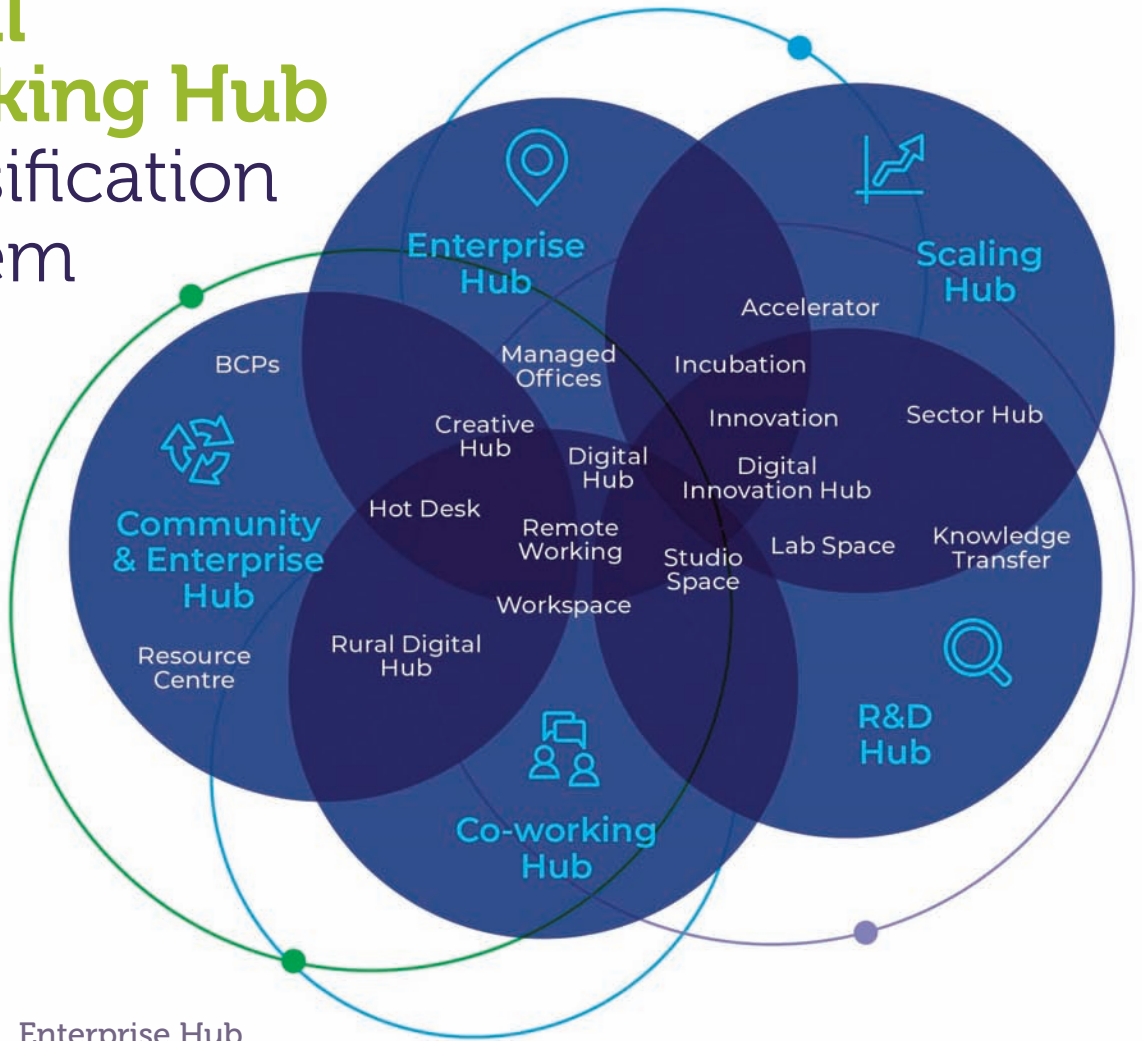 king Hub
sification
em
Enterprise
Hub
Scaling
Hub
Accelerator
BCPs
Managed
Offices
Incubation
Creative
Hub
Innovation
Sector Hub
Digital
Hub
Digital
Innovation Hub
Hot Desk
Remote
Working
Studio
Space
Lab Space
Knowledge
Transfer
Community
& Enterprise
Hub
Workspace
Rural Digital
Hub
Resource
Centre
R&D
Hub
Co-working
Hub
Enterprise Hub